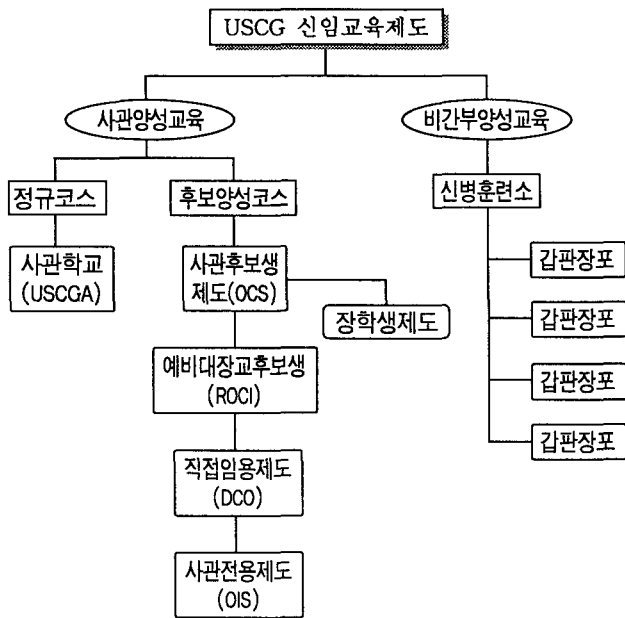 USCG 신임교육제도
사관양성교육
비간부양성교육
정규코스
후보양성코스
신병훈련소
사관학교
(USCGA)
사관후보생
제도(OCS)
장학생제도
갑판장포
갑판장포
갑판장포
갑판장포
예비대장교후보생
(ROCI)
직접임용제도
(DCO)
사관전용제도
(OIS)